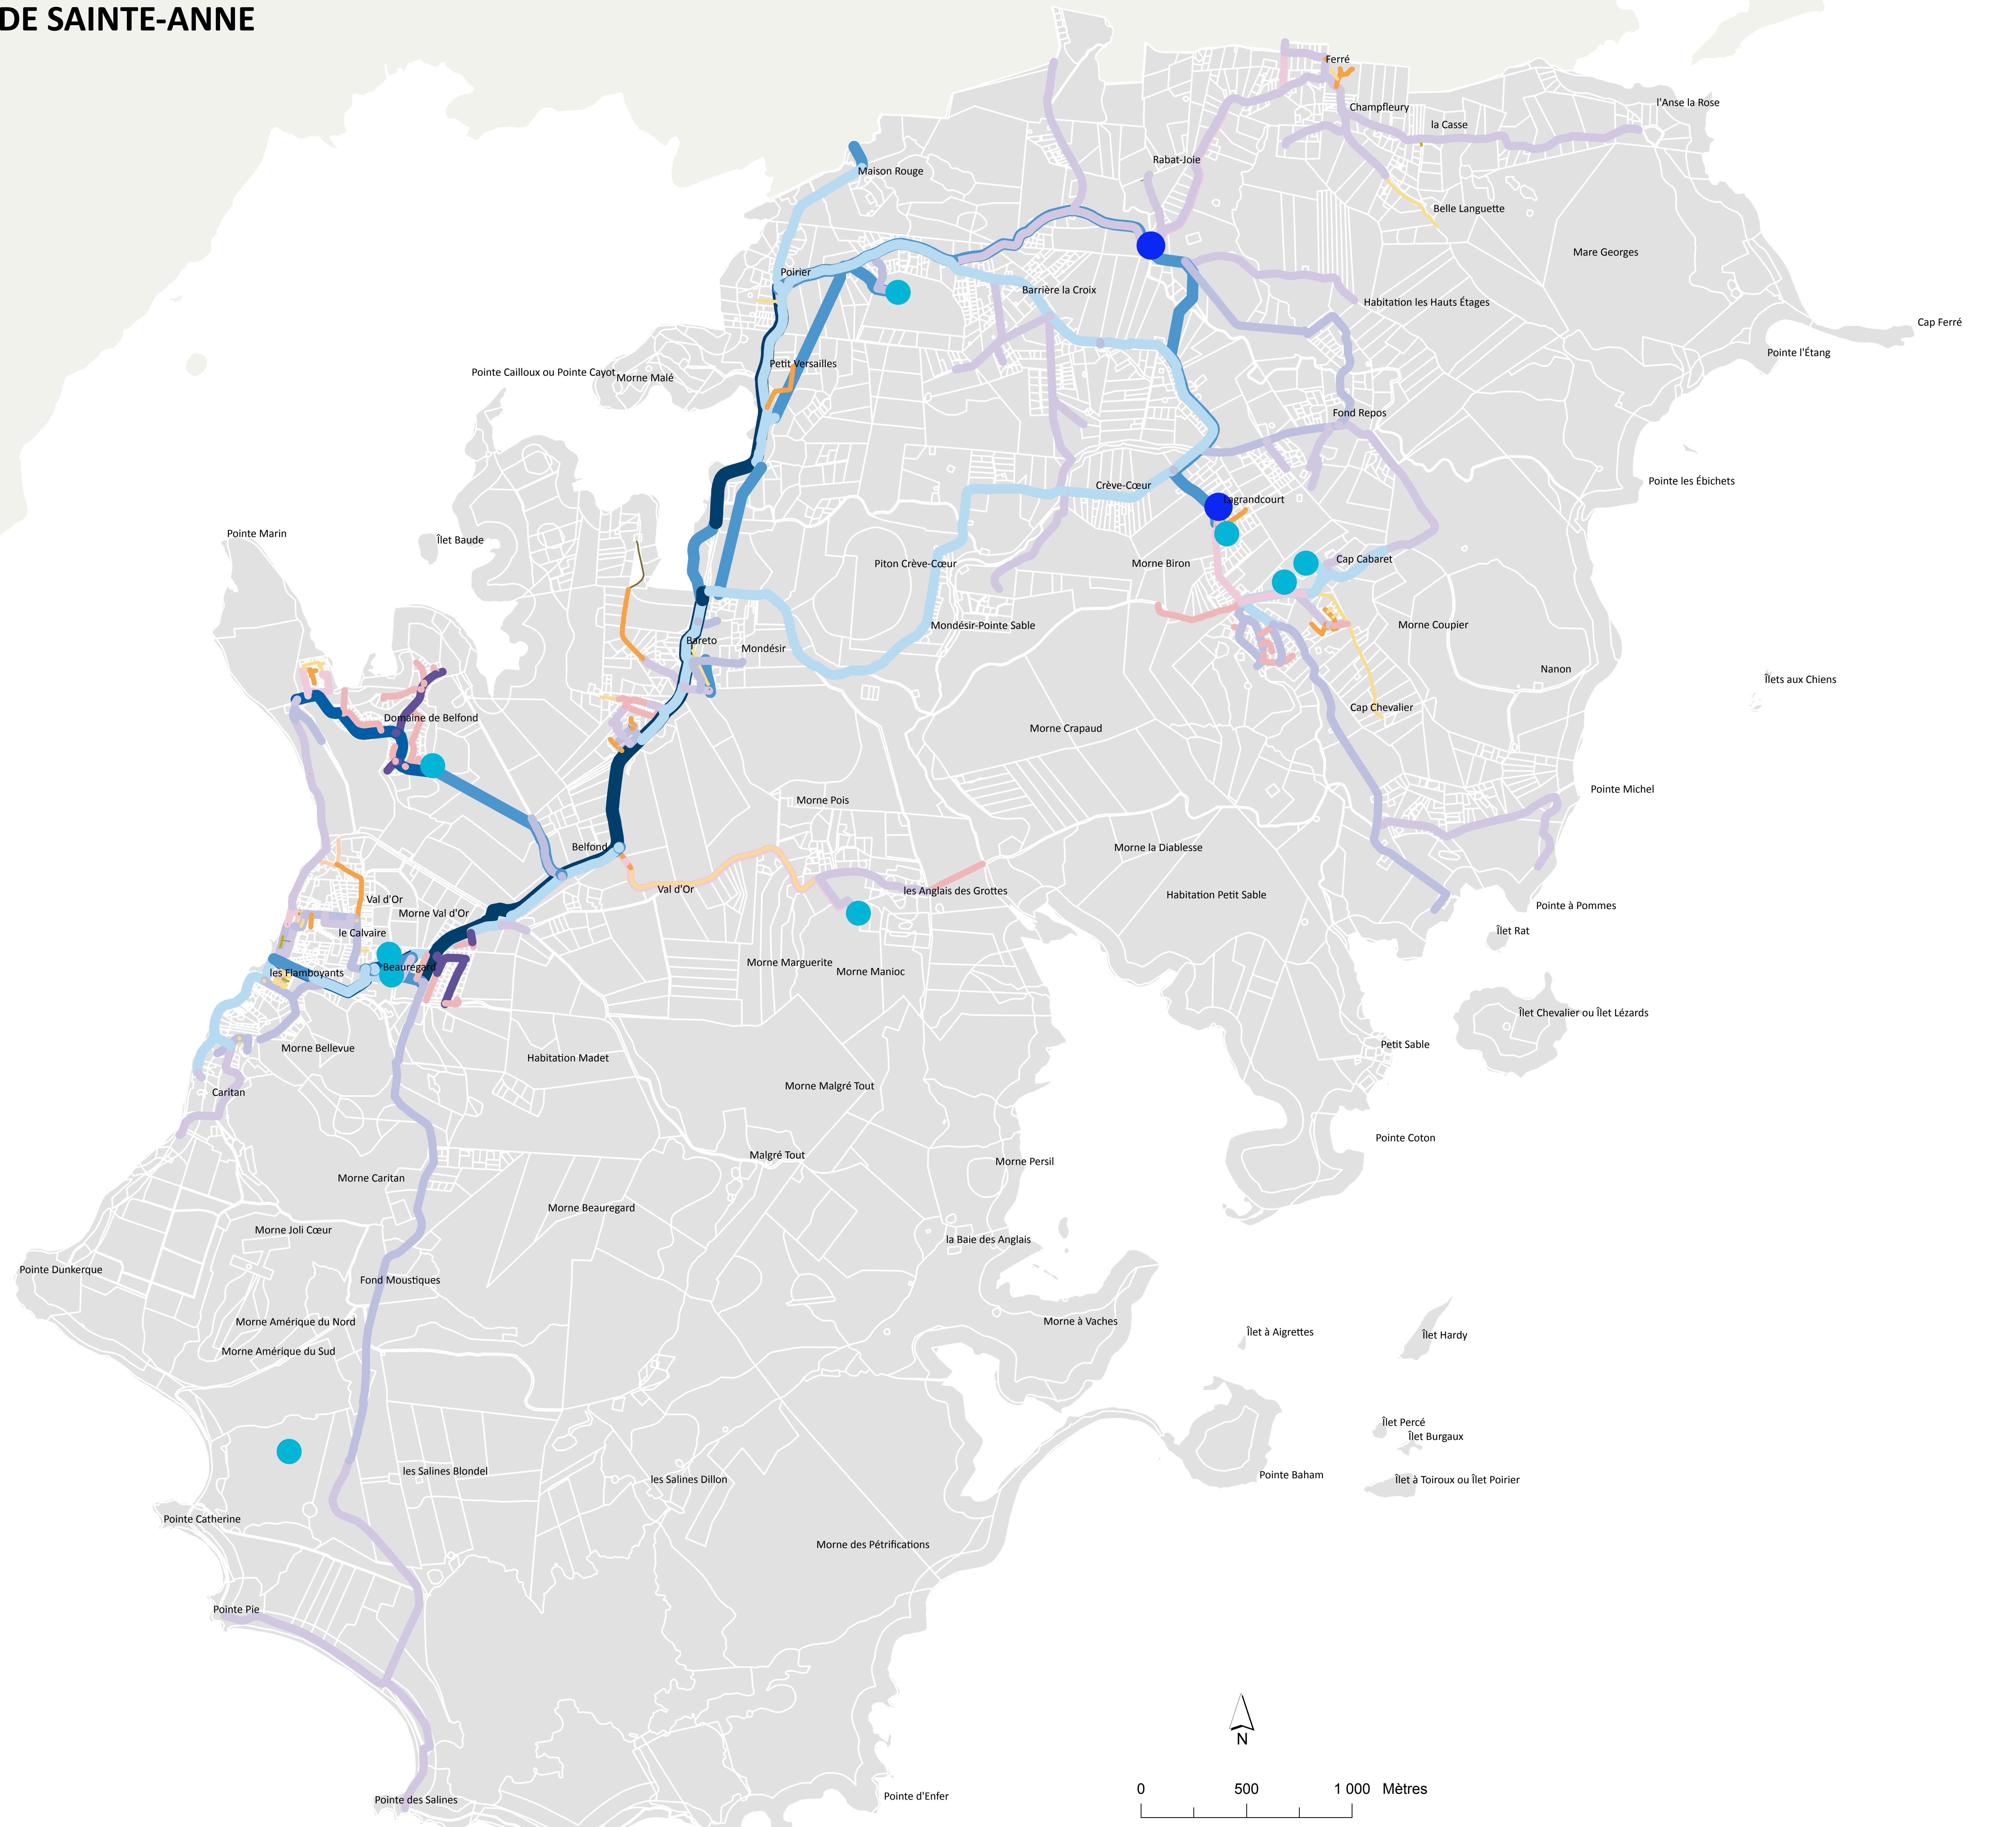 DE SAINTE-ANNE
Ferré
l'Anse la Rose
Champfleury
la Casse
Rabat-Joie
Maison Rouge
Belle Languette
Mare Georges
Poirier
Barrière la Croix
Habitation les Hauts Étages
Cap Ferré
Pointe l'Étang
Petit Versailles
Pointe Cailloux ou Pointe Cayot
Morne Malé
Fond Repos
Pointe les Ébichets
Crève-Cœur
Lagrandcourt
Pointe Marin
Îlet Baude
Piton Crève-Cœur
Morne Biron
Cap Cabaret
Mondésir-Pointe Sable
Morne Coupier
Bareto
Mondésir
Nanon
Îlets aux Chiens
Cap Chevalier
Domaine de Belfond
Morne Crapaud
Pointe Michel
Morne Pois
Belfond
Morne la Diablesse
Val d'Or
les Anglais des Grottes
Habitation Petit Sable
Val d'Or
Pointe à Pommes
Morne Val d'Or
le Calvaire
Îlet Rat
Morne Marguerite
Beauregard
les Flamboyants
Morne Manioc
Îlet Chevalier ou Îlet Lézards
Petit Sable
Morne Bellevue
Habitation Madet
Morne Malgré Tout
Caritan
Pointe Coton
Malgré Tout
Morne Persil
Morne Caritan
Morne Beauregard
Morne Joli Cœur
la Baie des Anglais
Pointe Dunkerque
Fond Moustiques
Morne Amérique du Nord
Morne à Vaches
Îlet à Aigrettes
Îlet Hardy
Morne Amérique du Sud
Îlet Percé
Îlet Burgaux
les Salines Blondel
Pointe Baham
les Salines Dillon
Îlet à Toiroux ou Îlet Poirier
Pointe Catherine
Morne des Pétrifications
Pointe Pie
N
0 500 1 000 Mètres
Pointe d'Enfer
Pointe des Salines